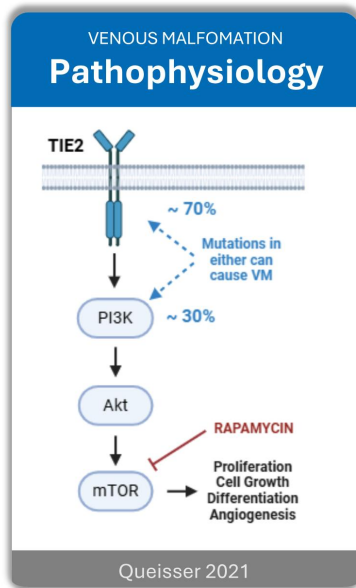 VENOUS MALFOMATION
Pathophysiology
TIE2
~ 70%
Mutations in
either can
cause VM
PI3K
~ 30%
Akt
RAPAMYCIN
mTOR
Proliferation
Cell Growth
Differentiation
Angiogenesis
Queisser 2021